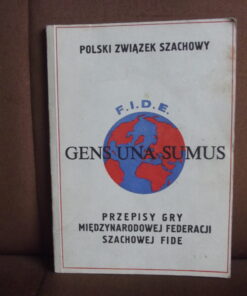 POLSKI ZWIĄZEK SZACHOWY
F.I.D.E.
GENS UNA SUMUS
PRZEPISY GRY
MIĘDZYNARODOWEJ FEDERACJI
SZACHOWEJ FIDE